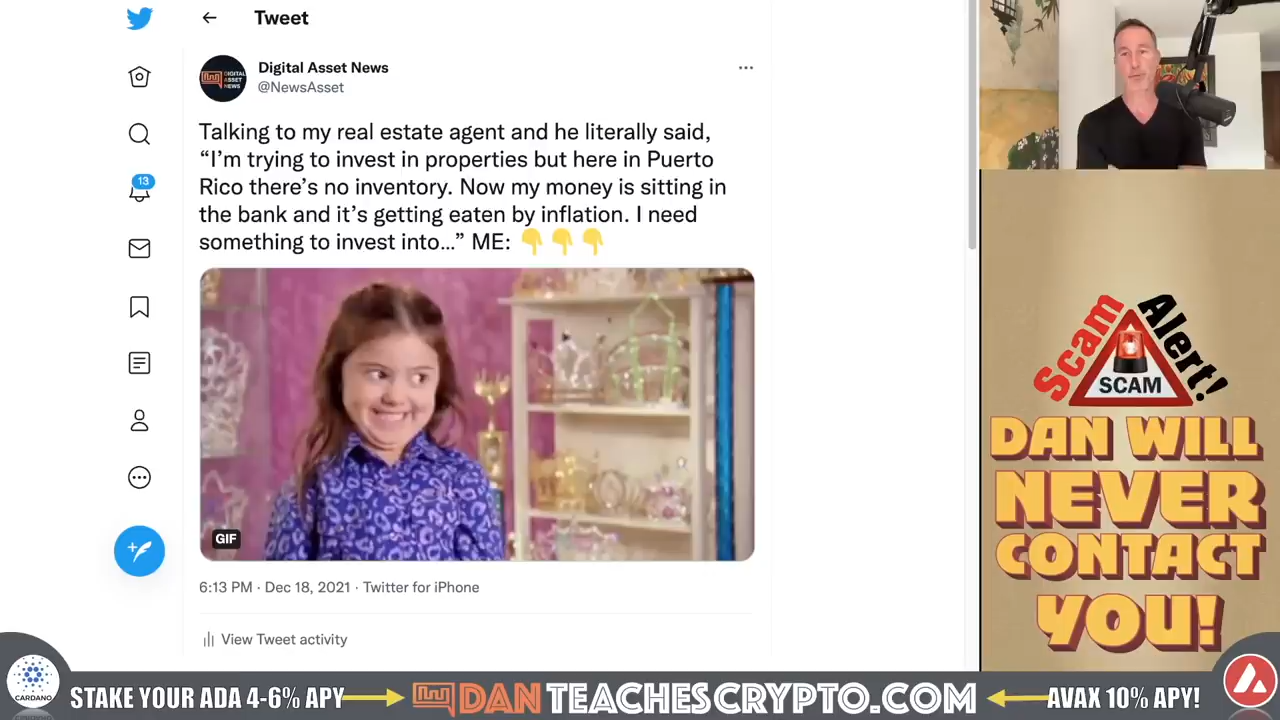 Tweet
Digital Asset News
@NewsAsset
DIGITAL
ASSET
NEWS
13
Talking to my real estate agent and he literally said,
“I’m trying to invest in properties but here in Puerto
Rico there’s no inventory. Now my money is sitting in
the bank and it’s getting eaten by inflation. I need
something to invest into...” ME: 👇👇👇
GIF
6:13 PM · Dec 18, 2021 · Twitter for iPhone
View Tweet activity
Scam Alert!
SCAM
DAN WILL
NEVER
CONTACT
YOU!
CARDANO
STAKE YOUR ADA 4-6% APY
DANTEACHESCRYPTO.COM
AVAX 10% APY!